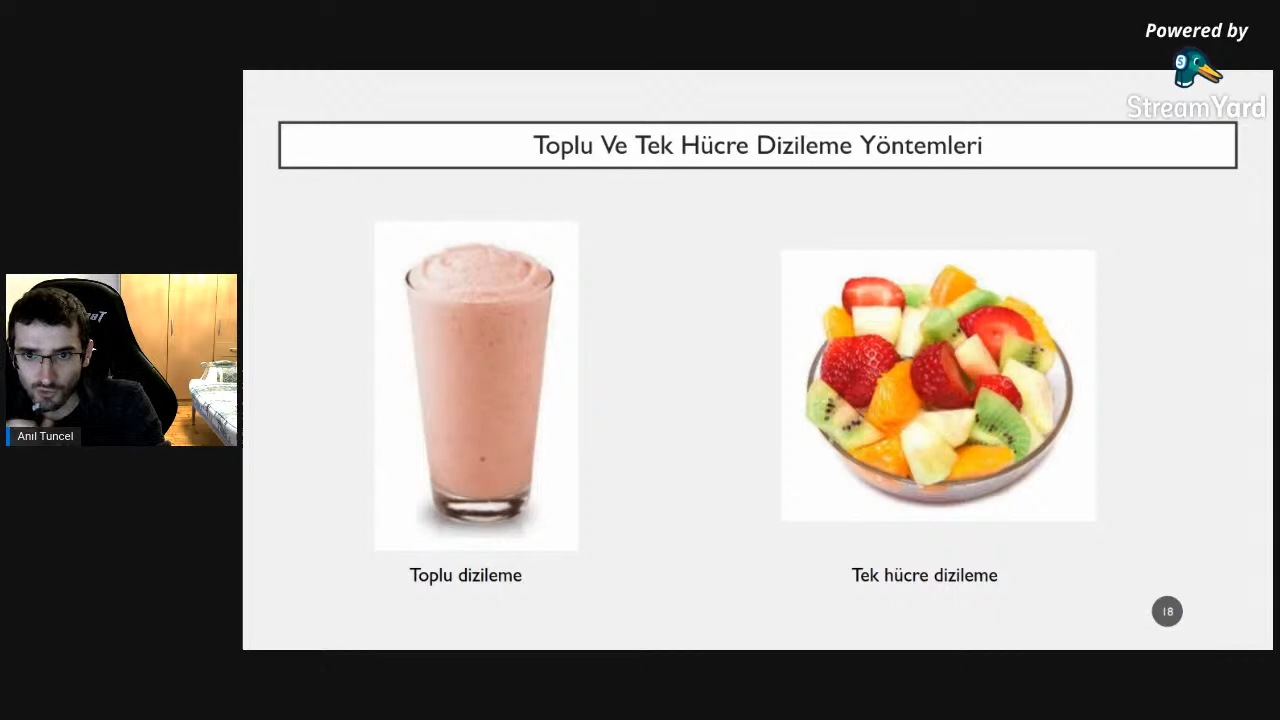 Powered by
StreamYard
Toplu Ve Tek Hücre Dizileme Yöntemleri
Anıl Tuncel
Toplu dizileme
Tek hücre dizileme
18